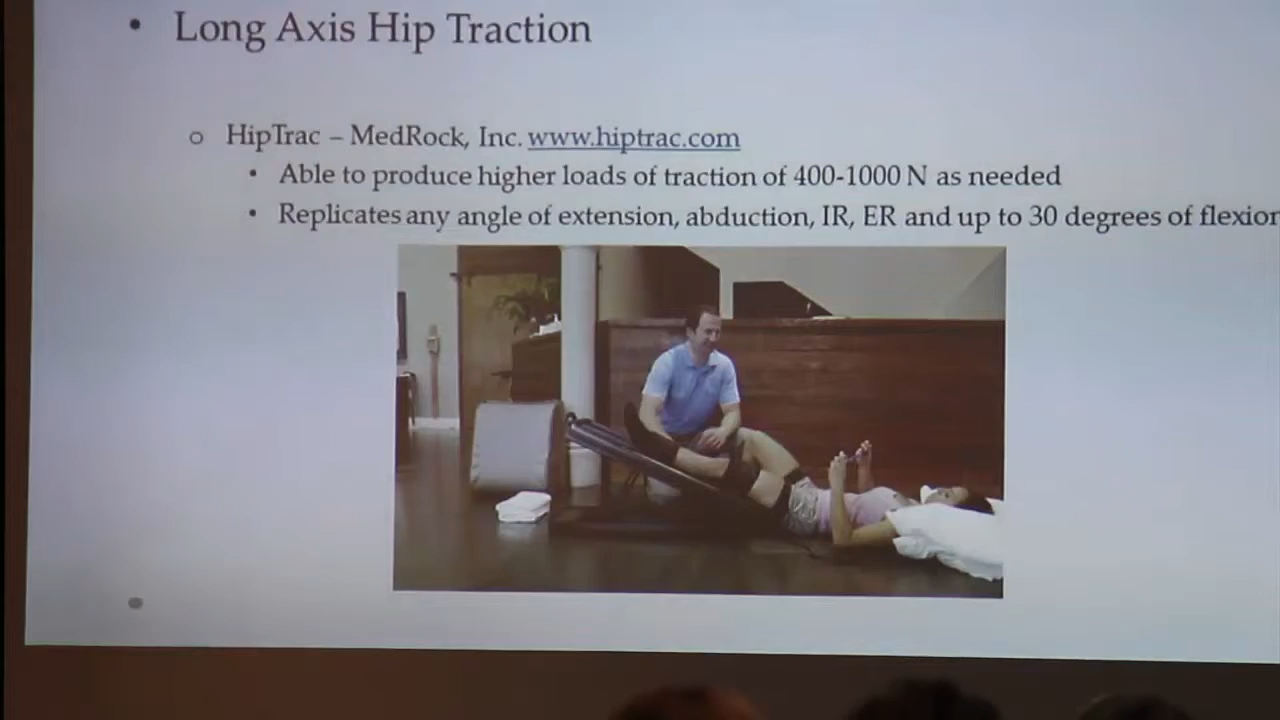 • Long Axis Hip Traction
o HipTrac – MedRock, Inc. www.hiptrac.com
• Able to produce higher loads of traction of 400-1000 N as needed
• Replicates any angle of extension, abduction, IR, ER and up to 30 degrees of flexion